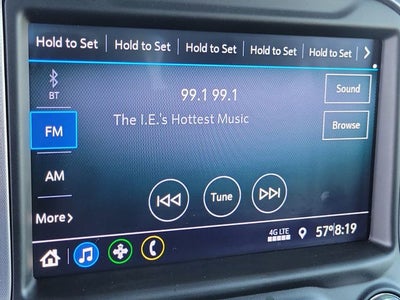 Hold to Set Hold to Set Hold to Set Hold to Set Hold to Set
BT
99.1 99.1
Sound
FM
The I.E.'s Hottest Music
Browse
AM
Tune
More
4G LTE 57° 8:19